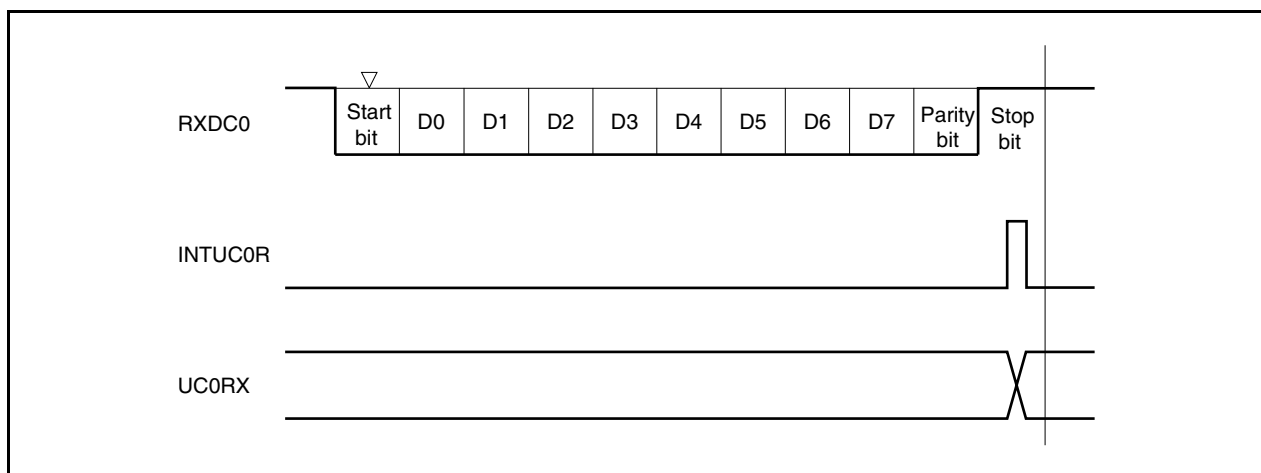 RXDC0
Start
bit
D0
D1
D2
D3
D4
D5
D6
D7
Parity
bit
Stop
bit
INTUC0R
UC0RX